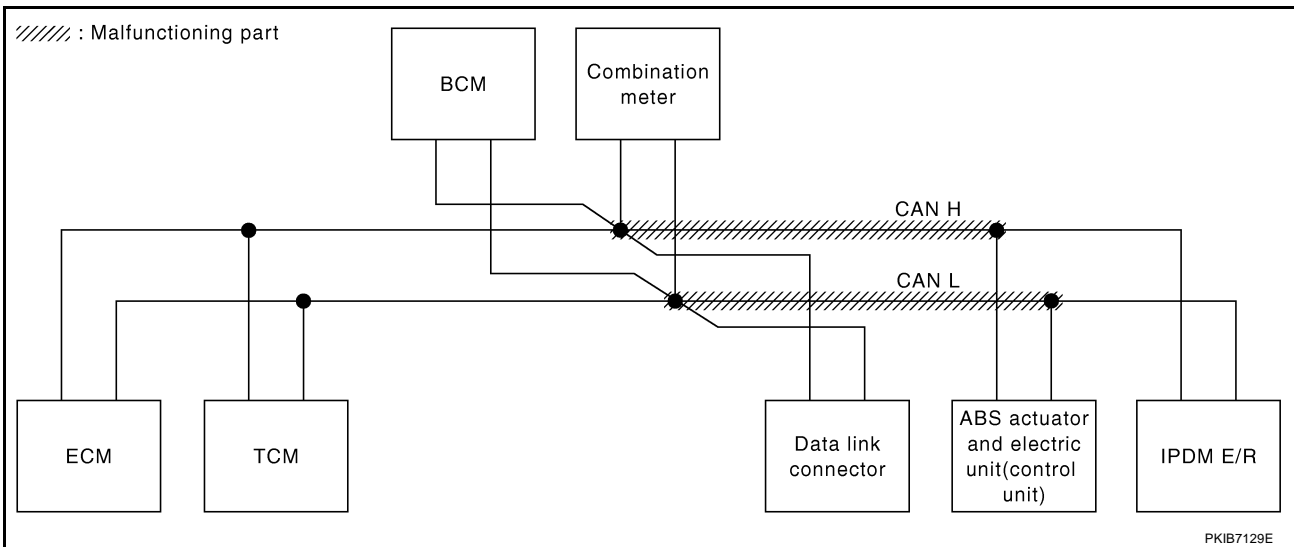 : Malfunctioning part
BCM
Combination
meter
CAN H
CAN L
ECM
TCM
Data link
connector
ABS actuator
and electric
unit(control
unit)
IPDM E/R
PKIB7129E